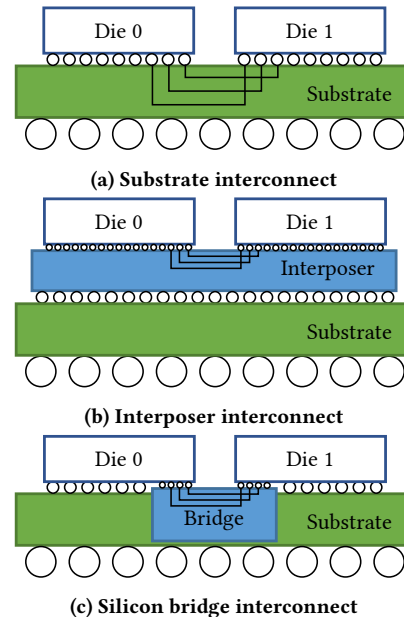 Die 0 Die 1
Substrate
(a) Substrate interconnect
Die 0 Die 1
Interposer
Substrate
(b) Interposer interconnect
Die 0 Die 1
Bridge Substrate
(c) Silicon bridge interconnect